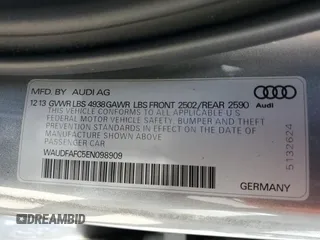 MFD. BY AUDI AG
12.13 GVWR LBS 4938 GAWR LBS FRONT 2502/REAR 2590
THIS VEHICLE CONFORMS TO ALL APPLICABLE U S
FEDERAL MOTOR VEHICLE SAFETY, BUMPER AND THEFT
PREVENTION STANDARDS IN EFFECT ON THE DATE OF
MANUFACTURE SHOWN ABOVE
PASSENGER CAR
WAUDFAFC5EN098909
Audi
5132624
GERMANY
DREAMBID